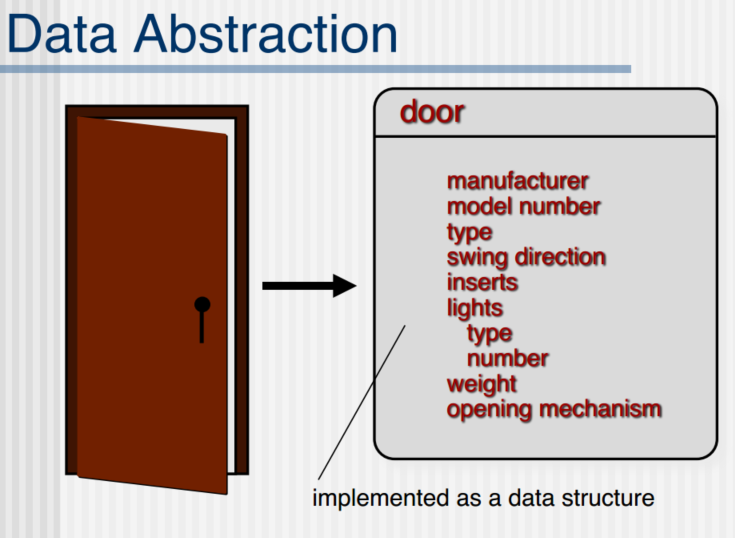 Data Abstraction
door
manufacturer
model number
type
swing direction
inserts
lights
type
number
weight
opening mechanism
implemented as a data structure